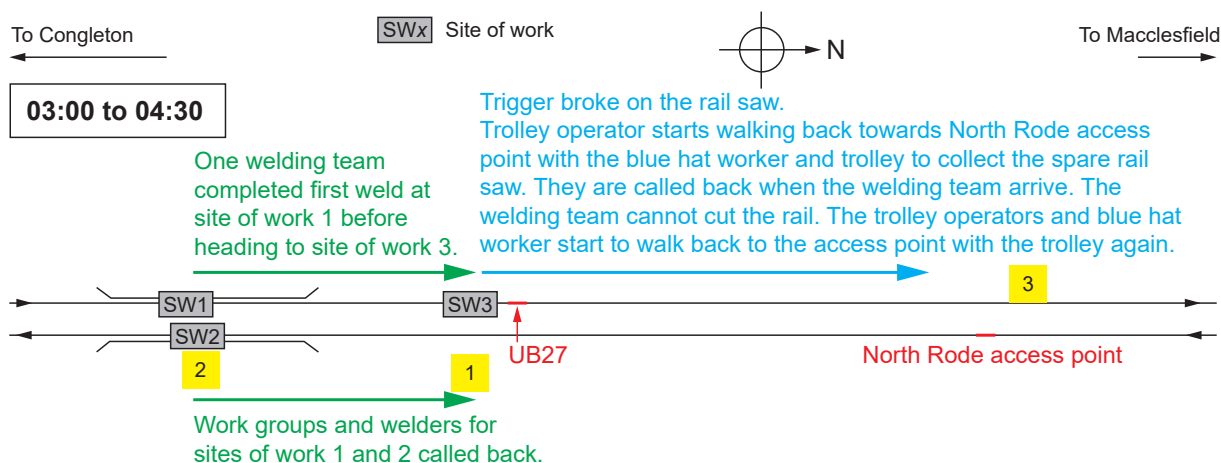 To Congleton
SWx Site of work
N
To Macclesfield
03:00 to 04:30
Trigger broke on the rail saw.
Trolley operator starts walking back towards North Rode access
point with the blue hat worker and trolley to collect the spare rail
saw. They are called back when the welding team arrive. The
welding team cannot cut the rail. The trolley operators and blue hat
worker start to walk back to the access point with the trolley again.
One welding team
completed first weld at
site of work 1 before
heading to site of work 3.
3
SW1
SW3
SW2
UB27
North Rode access point
2
1
Work groups and welders for
sites of work 1 and 2 called back.